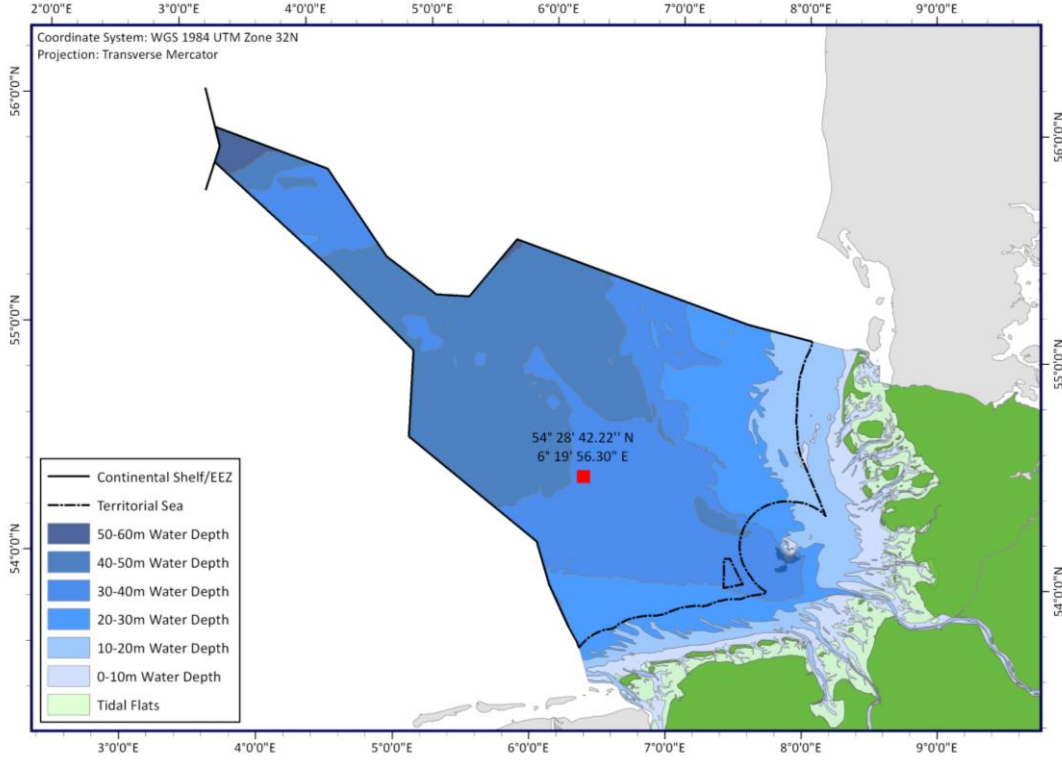 2°0'0"E 3°0'0"E 4°0'0"E 5°0'0"E 6°0'0"E 7°0'0"E 8°0'0"E 9°0'0"E
Coordinate System: WGS 1984 UTM Zone 32N
Projection: Transverse Mercator
56°0'0"N
55°0'0"N
54°0'0"N
56°0'0"N
55°0'0"N
54°0'0"N
54° 28' 42.22'' N
6° 19' 56.30" E
Continental Shelf/EEZ
Territorial Sea
50-60m Water Depth
40-50m Water Depth
30-40m Water Depth
20-30m Water Depth
10-20m Water Depth
0-10m Water Depth
Tidal Flats
3°0'0"E 4°0'0"E 5°0'0"E 6°0'0"E 7°0'0"E 8°0'0"E 9°0'0"E